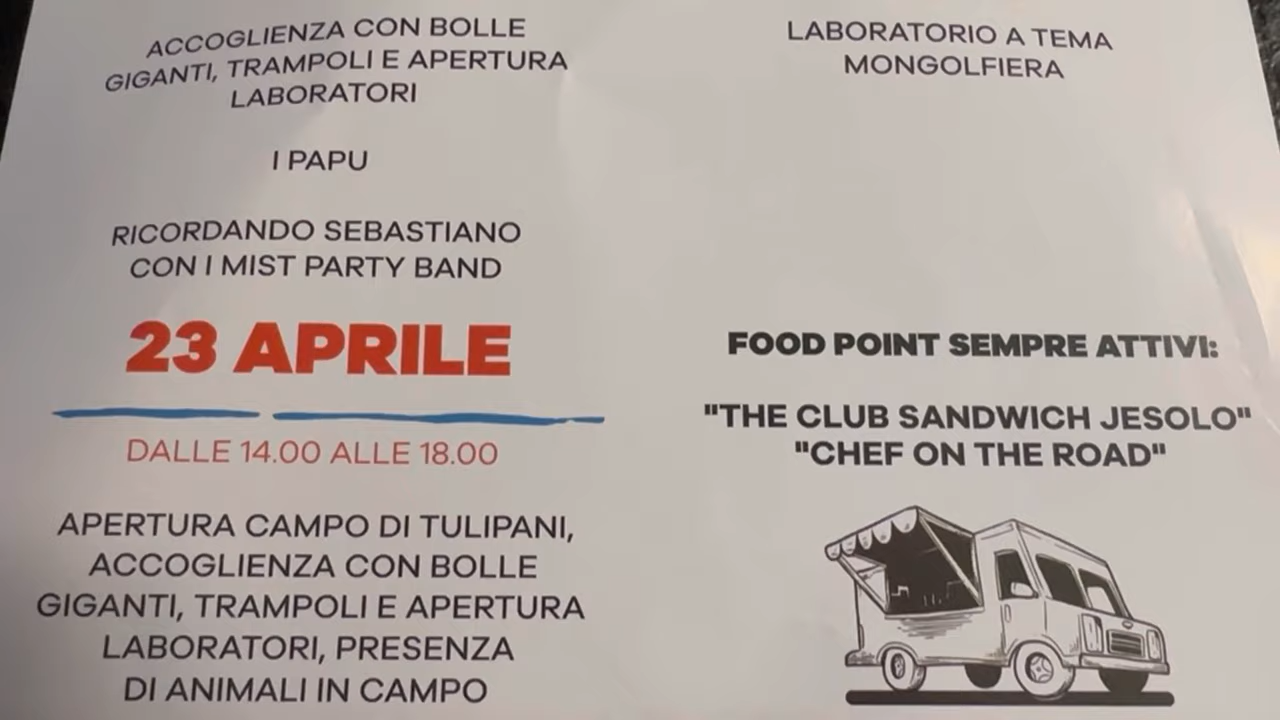 ACCOGLIENZA CON BOLLE
GIGANTI, TRAMPOLI E APERTURA
LABORATORI
I PAPU
RICORDANDO SEBASTIANO
CON I MIST PARTY BAND
23 APRILE
DALLE 14.00 ALLE 18.00
APERTURA CAMPO DI TULIPANI,
ACCOGLIENZA CON BOLLE
GIGANTI, TRAMPOLI E APERTURA
LABORATORI, PRESENZA
DI ANIMALI IN CAMPO
LABORATORIO A TEMA
MONGOLFIERA
FOOD POINT SEMPRE ATTIVI:
"THE CLUB SANDWICH JESOLO"
"CHEF ON THE ROAD"